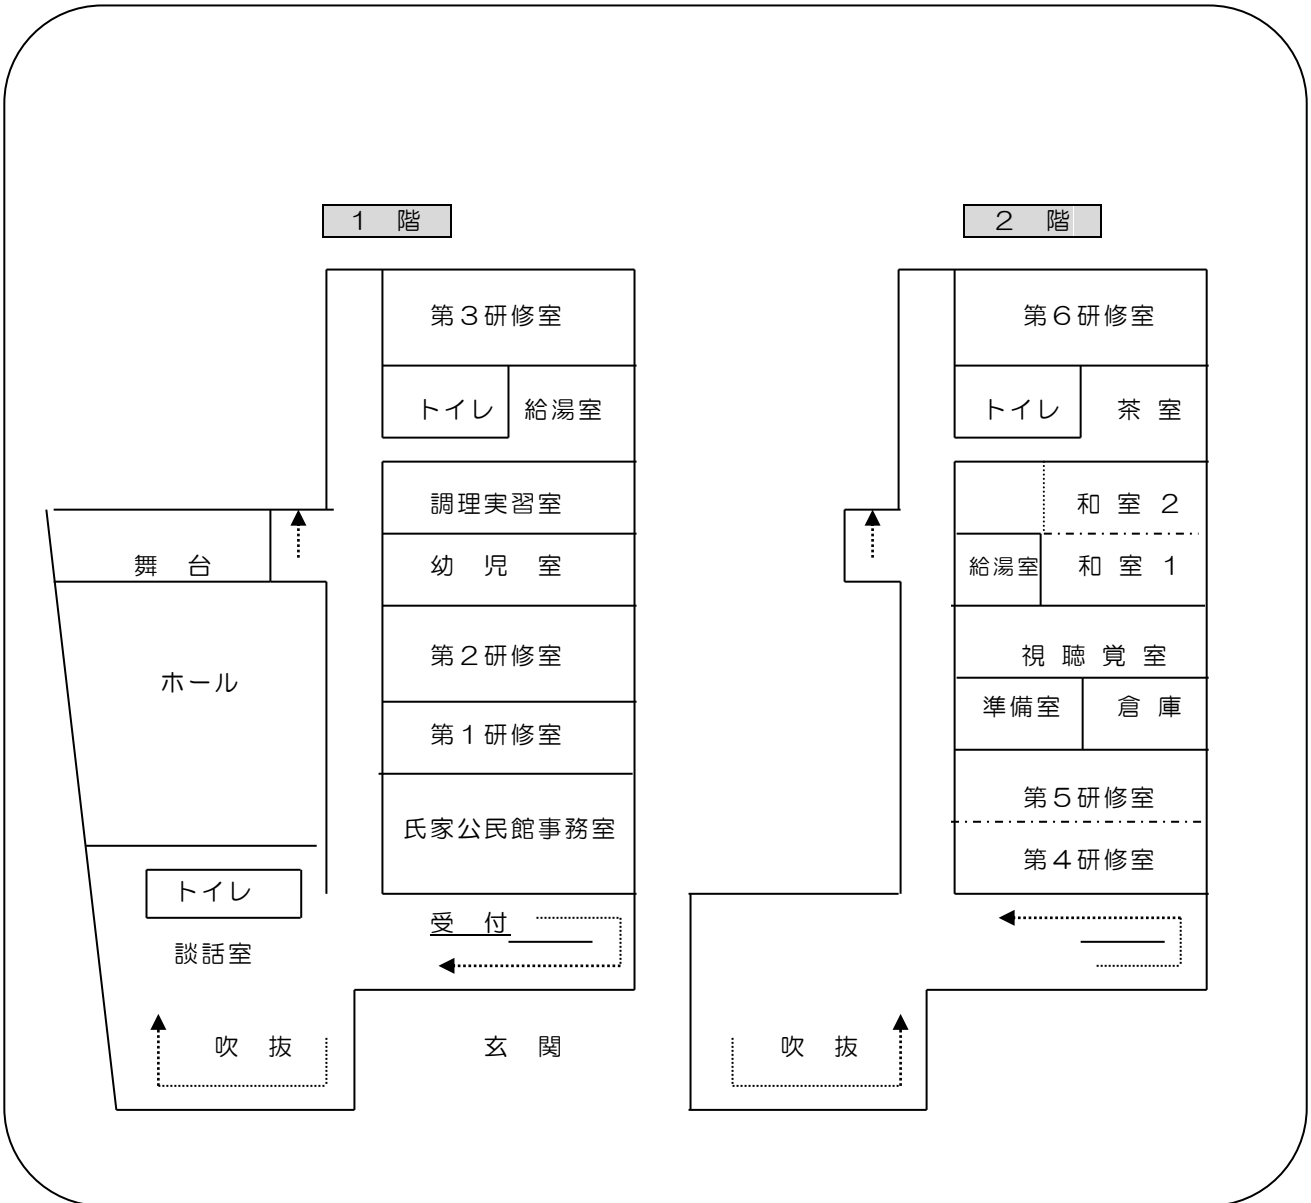 １　階
第３研修室
トイレ
給湯室
調理実習室
幼　児　室
舞　台
第２研修室
ホール
第１研修室
氏家公民館事務室
トイレ
受　付
談話室
吹　抜
玄　関
２　階
第６研修室
トイレ
茶 室
和 室 ２
給湯室
和 室 １
視 聴 覚 室
準備室
倉 庫
第５研修室
第４研修室
吹　抜